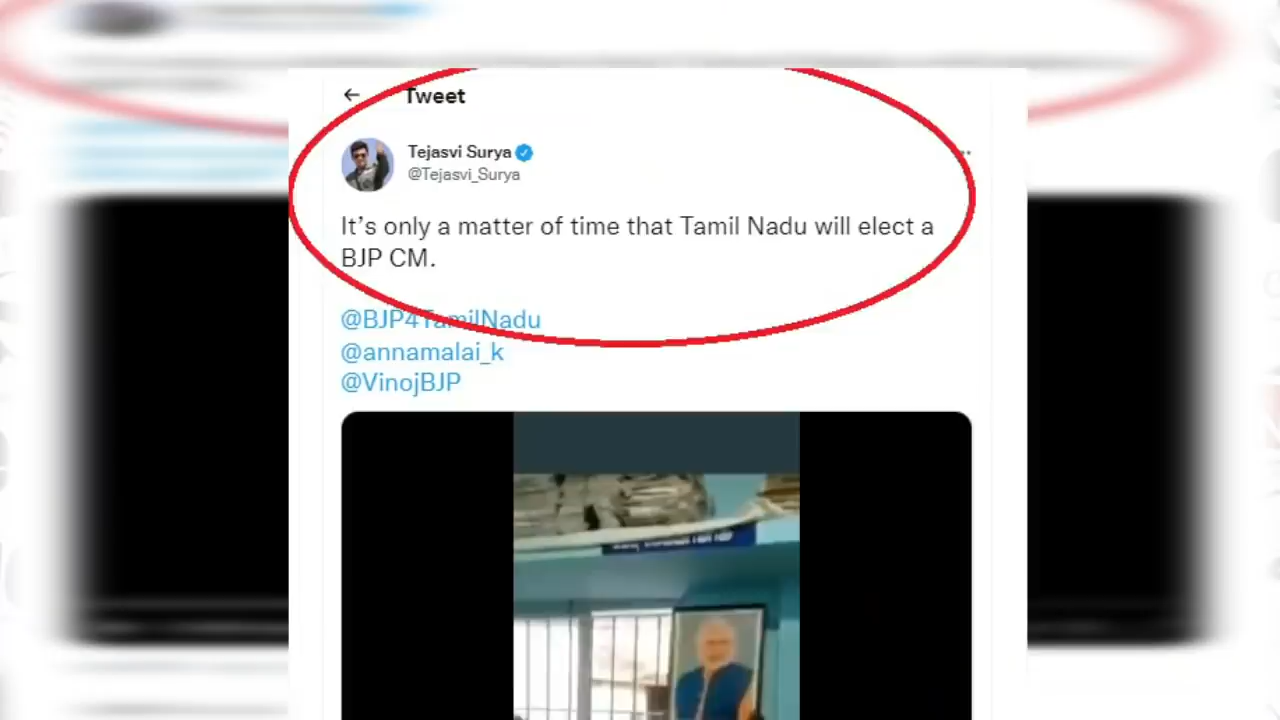 Tweet
Tejasvi Surya
@Tejasvi_Surya
It's only a matter of time that Tamil Nadu will elect a
BJP CM.
@BJP4TamilNadu
@annamalai_k
@VinojBJP